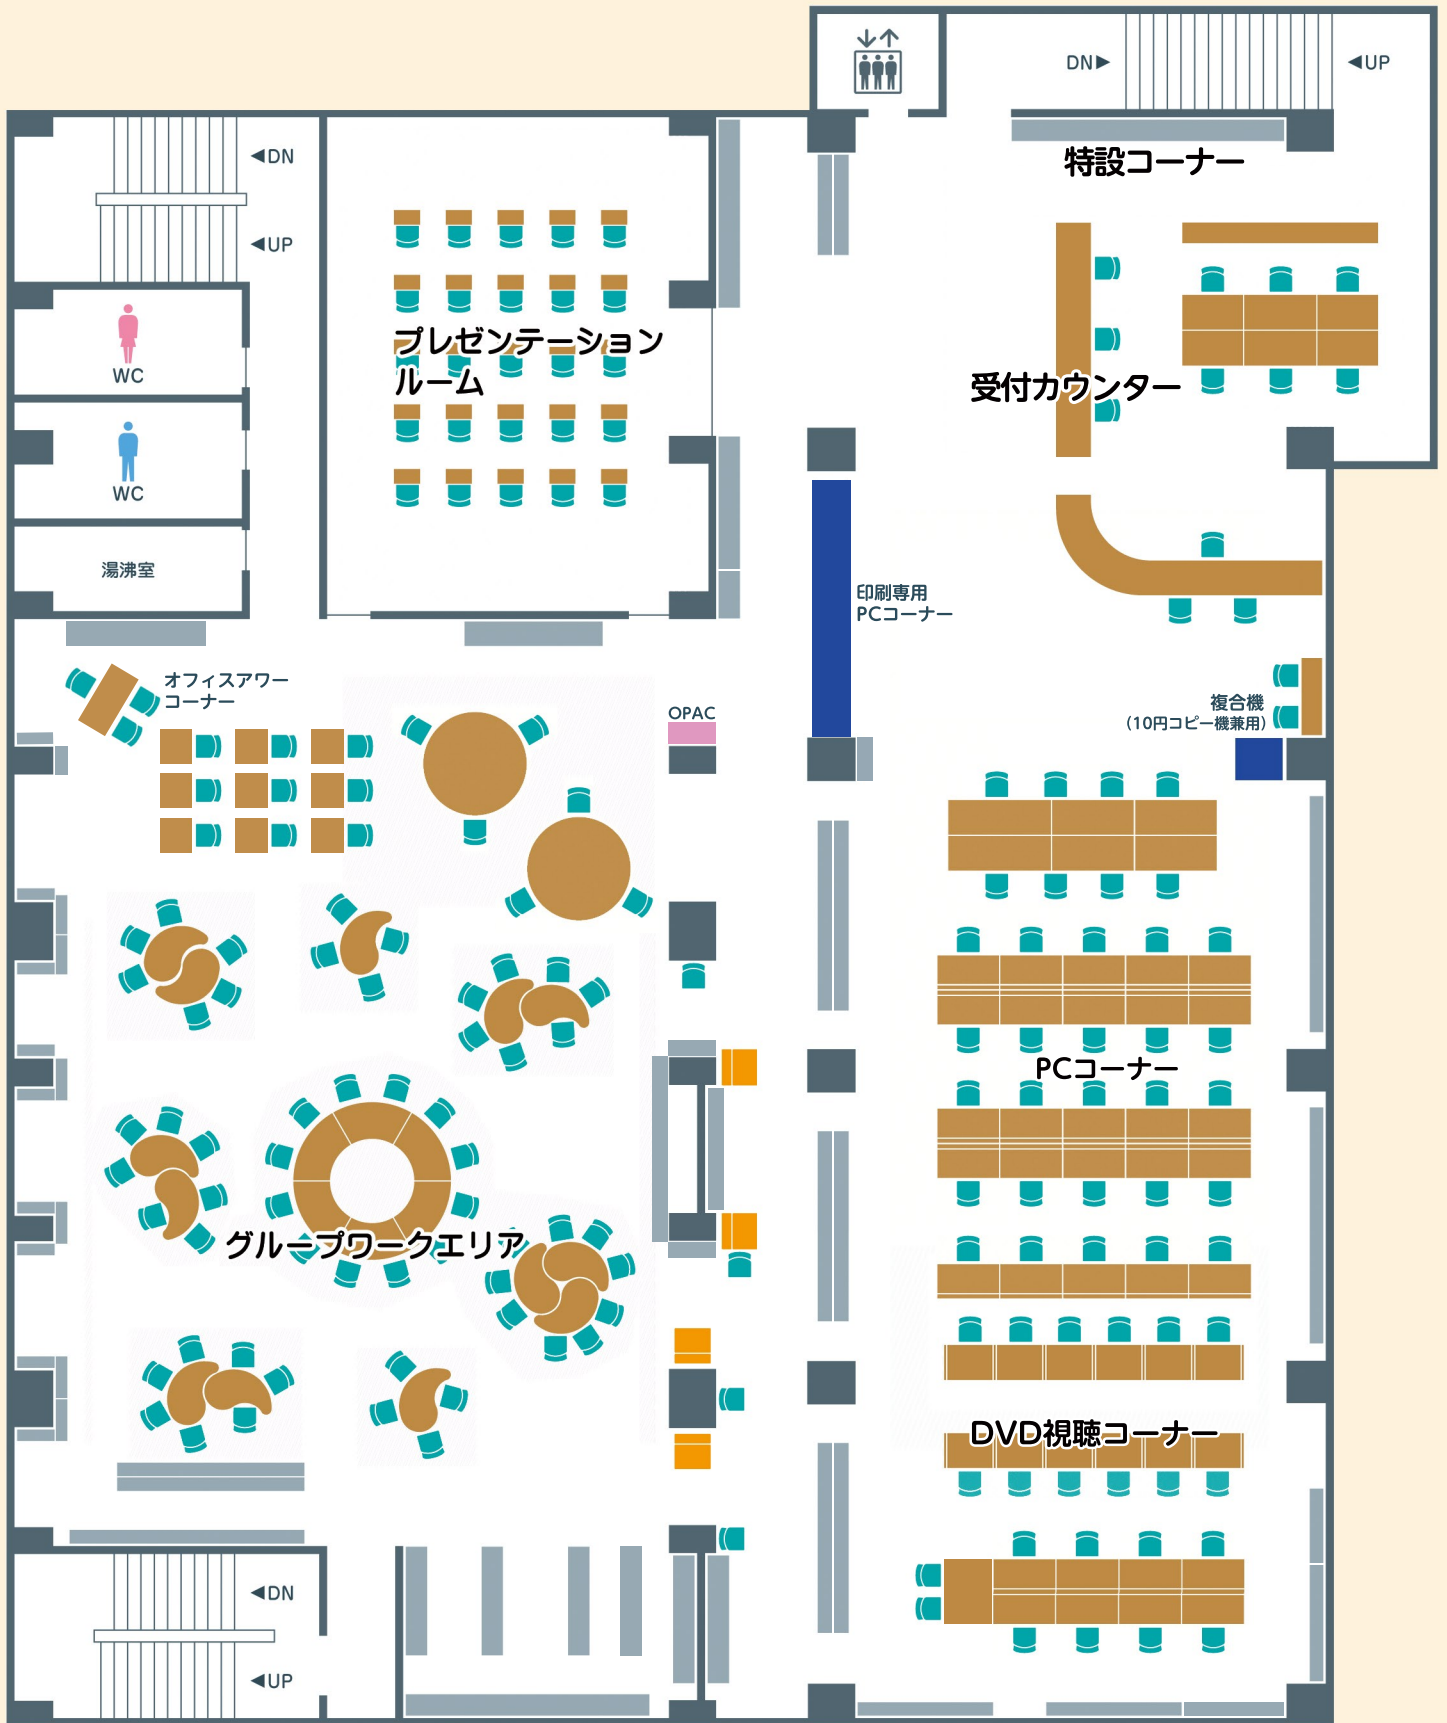 DN▶ ◀UP
◀DN
特設コーナー
◀UP
プレゼンテーション
ルーム
WC
受付カウンター
WC
湯沸室
印刷専用
PCコーナー
オフィスアワー
コーナー
OPAC
複合機
(10円コピー機兼用)
PCコーナー
グループワークエリア
DVD視聴コーナー
◀DN
◀UP